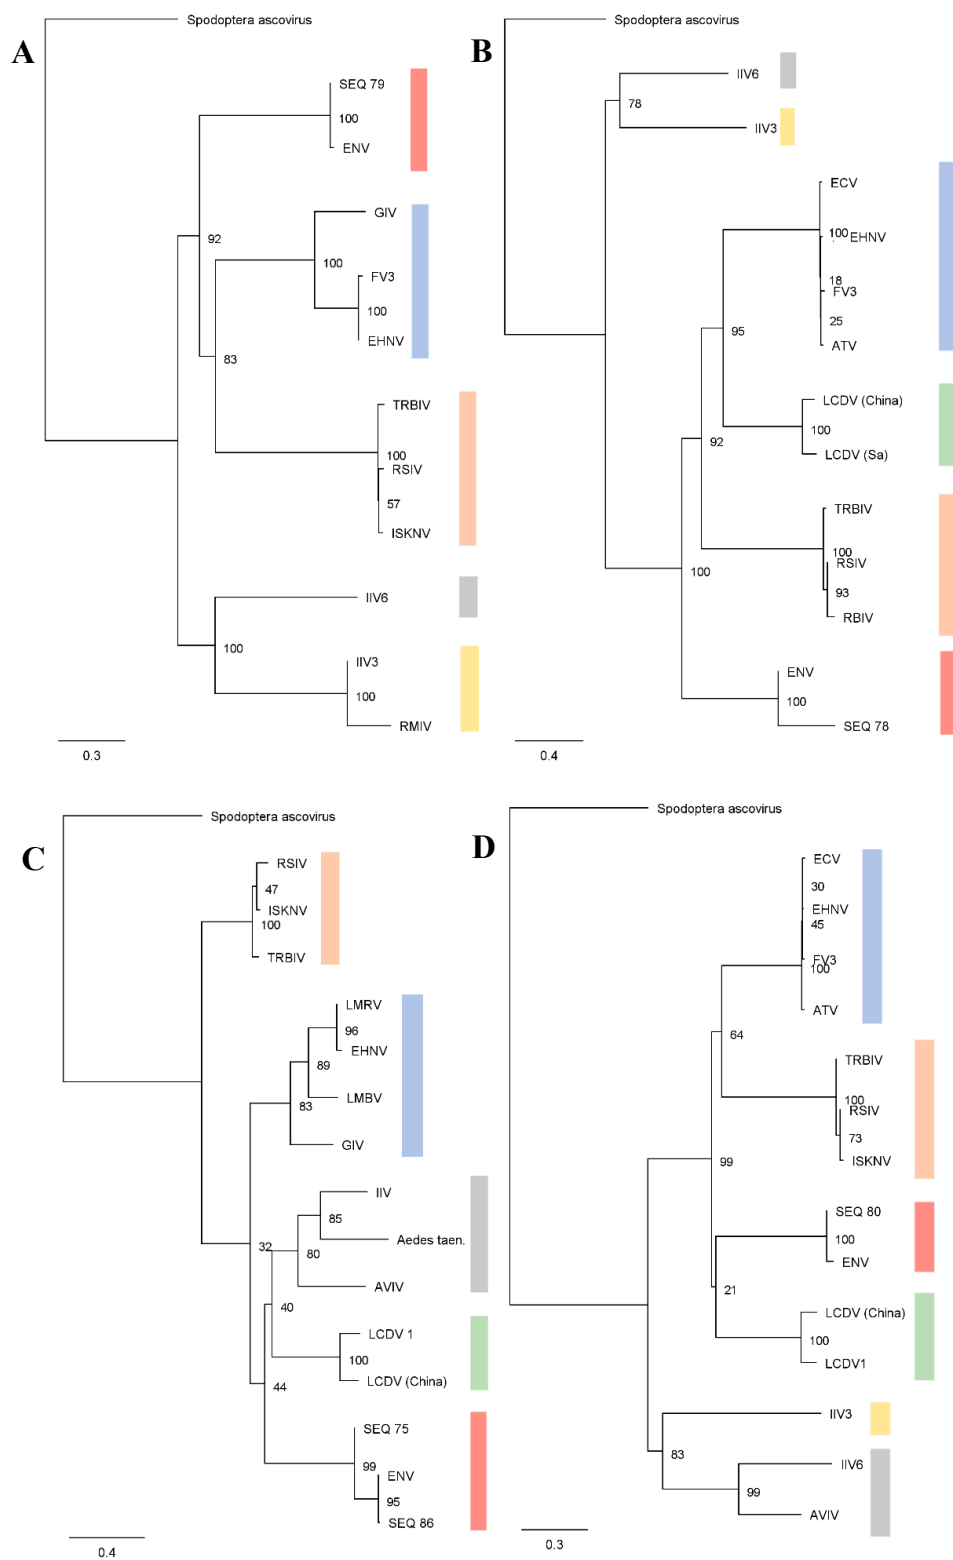 A
Spodoptera ascovirus
SEQ 79
100
ENV
92
GIV
100
FV3
100
EHNV
83
TRBIV
100
RSIV
57
ISKNV
IIV6
100
IIV3
100
RMIV
0.3
B
Spodoptera ascovirus
IIV6
78
IIV3
ECV
100
EHNV
18
FV3
25
ATV
95
LCDV (China)
100
LCDV (Sa)
92
TRBIV
100
RSIV
93
RBIV
100
ENV
100
SEQ 78
0.4
C
Spodoptera ascovirus
RSIV
47
ISKNV
100
TRBIV
LMRV
96
EHNV
89
LMBV
83
GIV
IIV
85
Aedes taen.
80
AVIV
32
40
LCDV 1
100
LCDV (China)
44
SEQ 75
99
ENV
95
SEQ 86
0.4
D
Spodoptera ascovirus
ECV
30
EHNV
45
FV3
100
ATV
64
TRBIV
100
RSIV
73
ISKNV
99
SEQ 80
100
ENV
21
LCDV (China)
100
LCDV1
IIV3
83
IIV6
99
AVIV
0.3